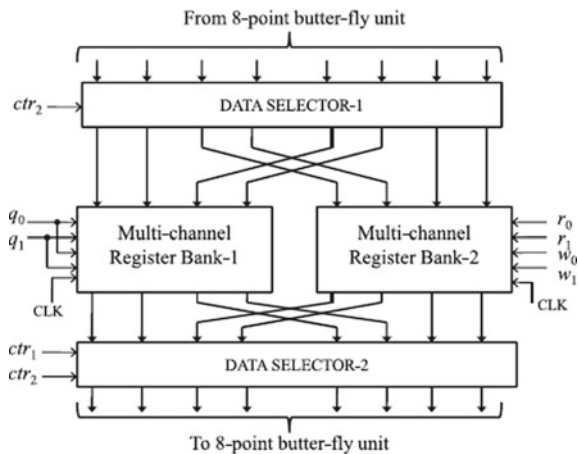 From 8-point butter-fly unit
ctr2
DATA SELECTOR-1
q0
q1
CLK
Multi-channel
Register Bank-1
Multi-channel
Register Bank-2
r0
r1
w0
w1
CLK
ctr1
ctr2
DATA SELECTOR-2
To 8-point butter-fly unit